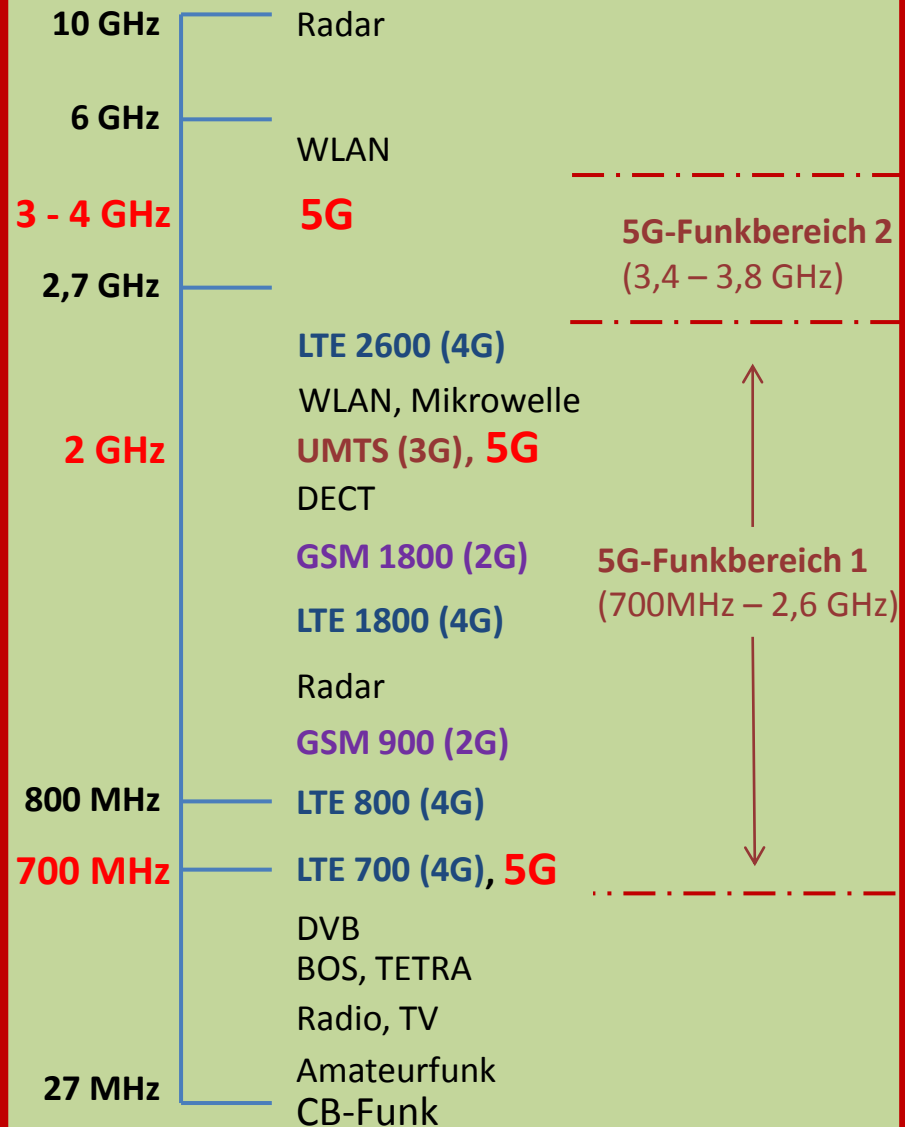 10 GHz Radar
6 GHz
WLAN
3 - 4 GHz 5G
5G-Funkbereich 2
(3,4 – 3,8 GHz)
2,7 GHz
LTE 2600 (4G)
WLAN, Mikrowelle
2 GHz UMTS (3G), 5G
DECT
GSM 1800 (2G)
5G-Funkbereich 1
(700MHz – 2,6 GHz)
LTE 1800 (4G)
Radar
GSM 900 (2G)
800 MHz LTE 800 (4G)
700 MHz LTE 700 (4G), 5G
DVB
BOS, TETRA
Radio, TV
Amateurfunk
27 MHz
CB-Funk